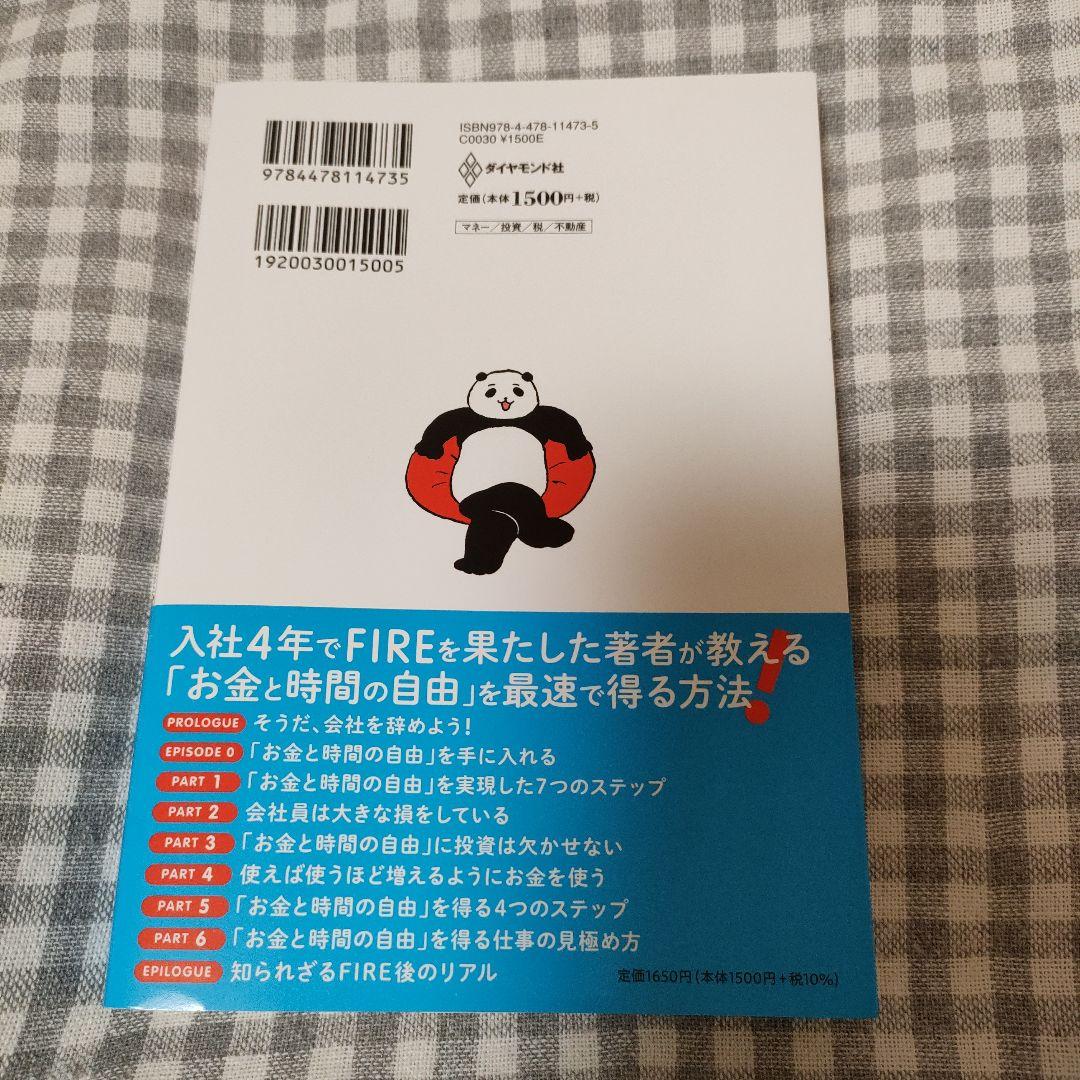 9784478114735
1920030015005
ISBN978-4-478-11473-5
C0030 ¥1500E
ダイヤモンド社
定価(本体1500円+税)
マネー/投資/税/不動産
入社4年でFIREを果たした著者が教える
「お金と時間の自由」を最速で得る方法!
PROLOGUE そうだ、会社を辞めよう!
EPISODE 0 「お金と時間の自由」を手に入れる
PART 1 「お金と時間の自由」を実現した7つのステップ
PART 2 会社員は大きな損をしている
PART 3 「お金と時間の自由」に投資は欠かせない
PART 4 使えば使うほど増えるようにお金を使う
PART 5 「お金と時間の自由」を得る4つのステップ
PART 6 「お金と時間の自由」を得る仕事の見極め方
EPILOGUE 知られざるFIRE後のリアル
定価1650円(本体1500円+税10%)